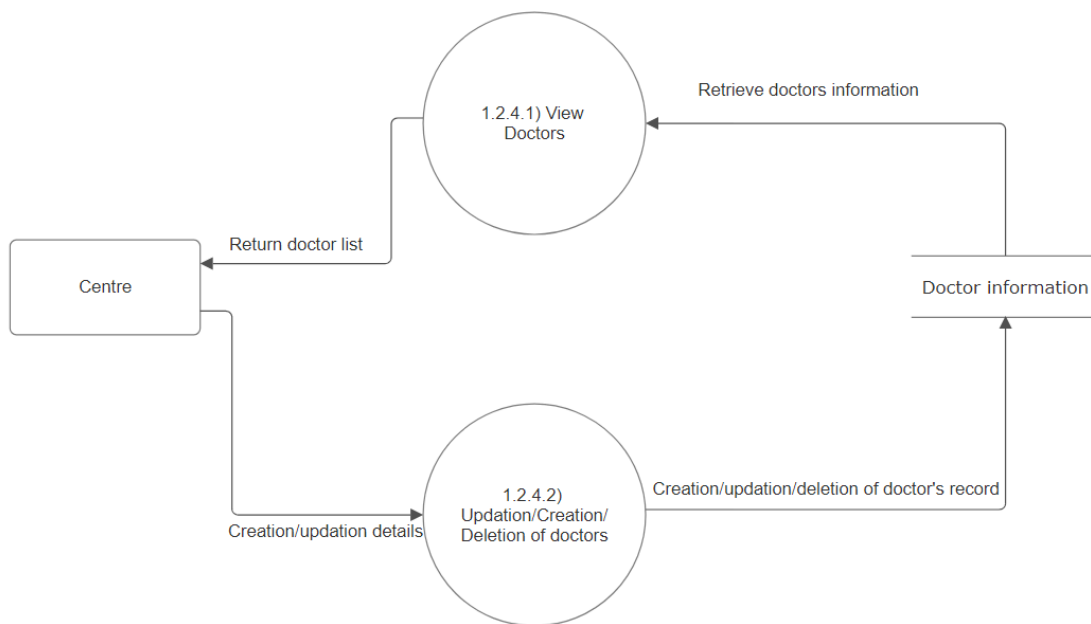 1.2.4.1) View
Doctors
Retrieve doctors information
Return doctor list
Centre
Doctor information
1.2.4.2)
Updation/Creation/
Deletion of doctors
Creation/updation/deletion of doctor's record
Creation/updation details